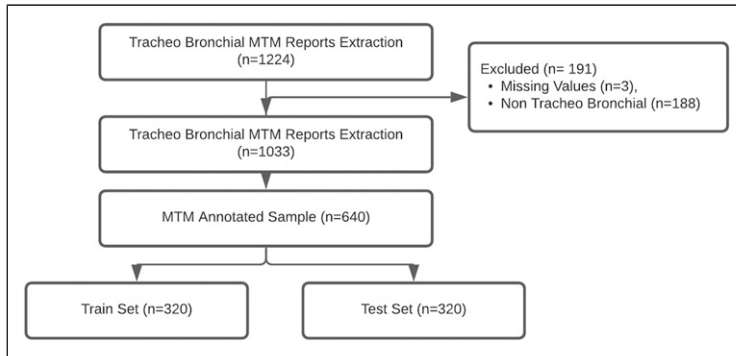 Tracheo Bronchial MTM Reports Extraction
(n=1224)
Excluded (n= 191)
• Missing Values (n=3),
• Non Tracheo Bronchial (n=188)
Tracheo Bronchial MTM Reports Extraction
(n=1033)
MTM Annotated Sample (n=640)
Train Set (n=320)
Test Set (n=320)